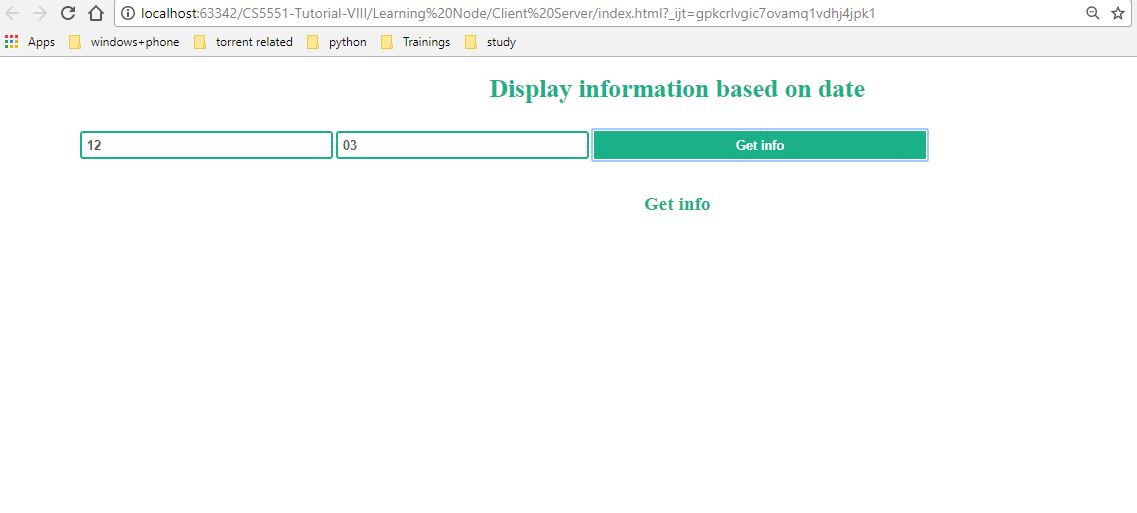 localhost:63342/CS5551-Tutorial-VIII/Learning%20Node/Client%20Server/index.html?_ijt=gpkcrlvgic7ovamq1vdhj4jpk1
Apps windows+phone torrent related python Trainings study
Display information based on date
12 03 Get info
Get info